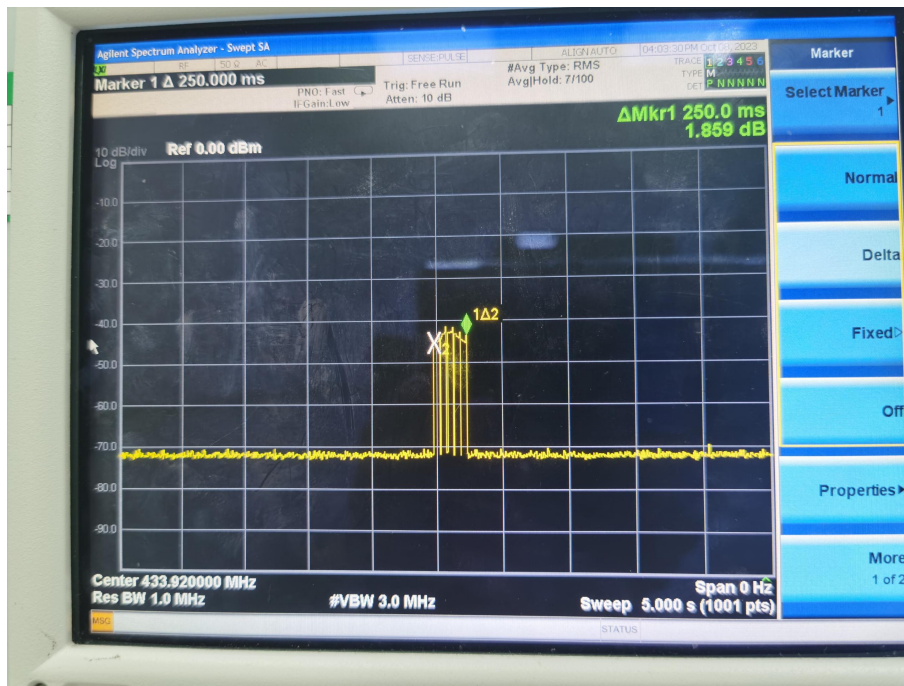 Agilent Spectrum Analyzer - Swept SA
RF 50 Ω AC SENSE:PULSE ALIGN AUTO 04:03:30 PM Oct 2023
Marker 1 Δ 250.000 ms
PNO: Fast
IFGain:Low
Trig: Free Run
Atten: 10 dB
#Avg Type: RMS
Avg|Hold: 7/100
TRACE 1 2 3 4 5 6
TYPE M
DET P N N N N N
ΔMkr1 250.0 ms
1.859 dB
10 dB/div Ref 0.00 dBm
Log
-10.0
-20.0
-30.0
-40.0
-50.0
-60.0
-70.0
-80.0
-90.0
1Δ2
X2
Center 433.920000 MHz Span 0 Hz
Res BW 1.0 MHz #VBW 3.0 MHz Sweep 5.000 s (1001 pts)
MSG STATUS
Marker
Select Marker
1
Normal
Delta
Fixed
Off
Properties
More
1 of 2